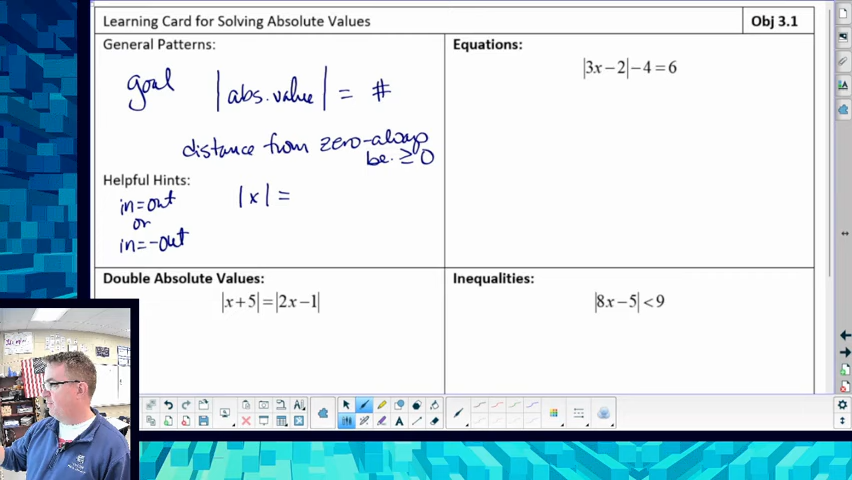 Learning Card for Solving Absolute Values
Obj 3.1
General Patterns:
goal |abs.value| = #
distance from zero-always
be ≥ 0
Helpful Hints:
in=out
or
in=-out
|x| =
Equations:
|3x−2|−4=6
Double Absolute Values:
|x+5|=|2x−1|
Inequalities:
|8x−5|<9